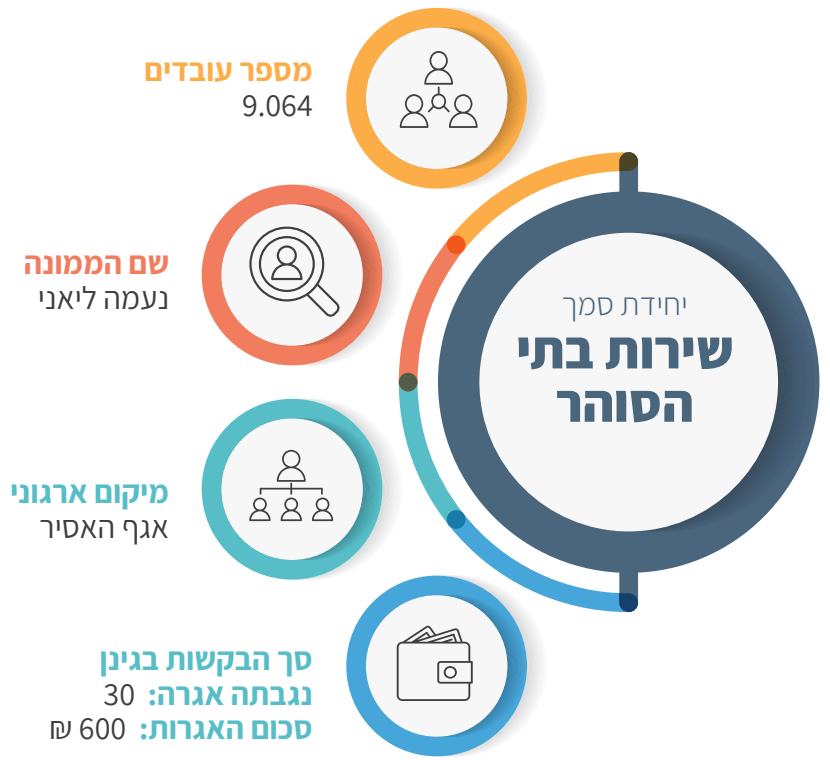 יחידת סמך
שירות בתי
הסוהר
מספר עובדים
9.064
שם הממונה
נעמה ליאני
מיקום ארגוני
אגף האסיר
סך הבקשות בגינן
נגבתה אגרה: 30
סכום האגרות: 600 ₪